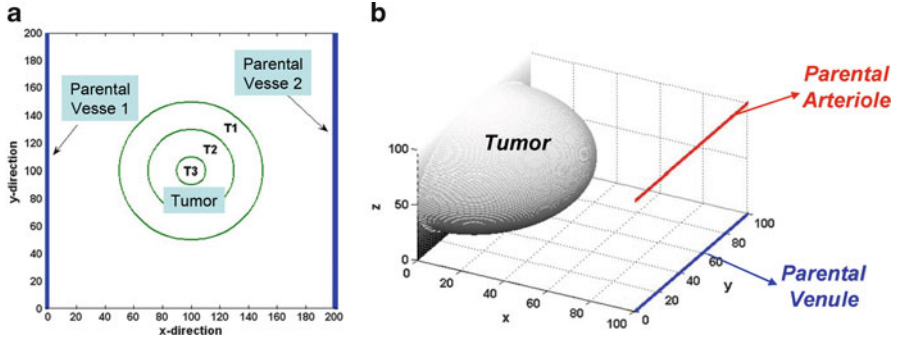 a
200
180
160
140
120
100
80
60
40
20
0
y-direction
Parental
Vesse 1
Parental
Vesse 2
T1
T2
T3
Tumor
0 20 40 60 80 100 120 140 160 180 200
x-direction
b
Tumor
Parental
Arteriole
Parental
Venule
100
50
0
z
0
20
40
60
80
100
x
0
20
40
60
80
100
y